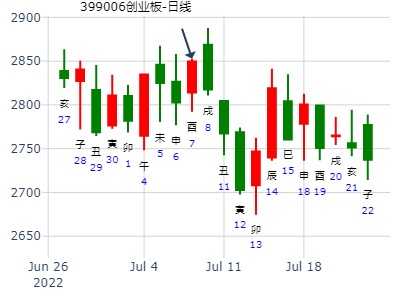 399006创业板-日线
2900
2850
2800
2750
2700
2650
亥
27
子
28
丑
29
寅
30
卯
1
午
4
未
5
申
6
酉
7
戌
8
丑
11
寅
12
卯
13
辰
14
巳
15
申
18
酉
19
戌
20
亥
21
子
22
Jun 26
2022
Jul 4
Jul 11
Jul 18